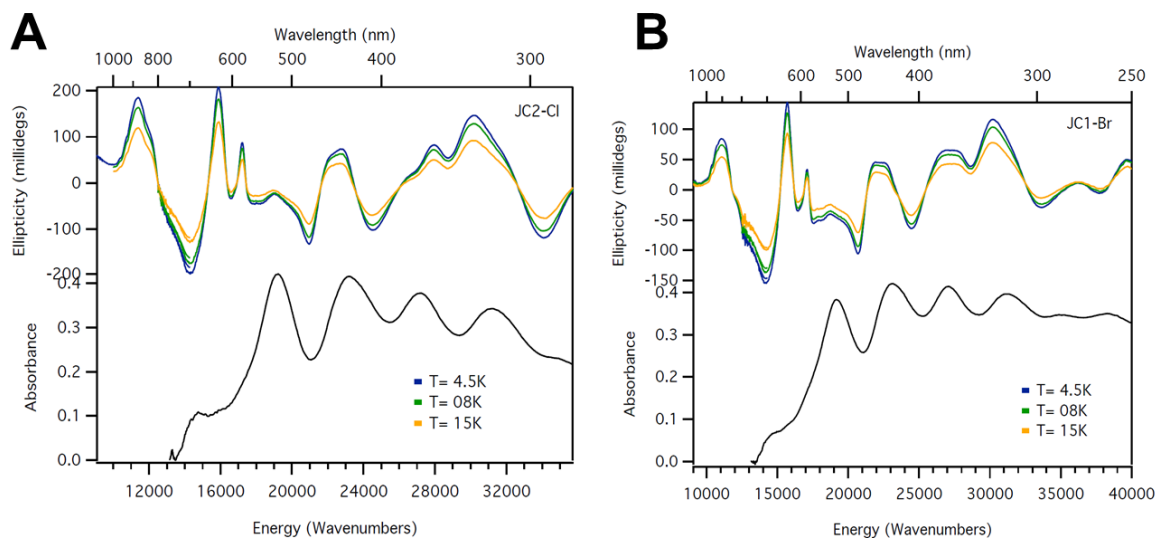 A
Wavelength (nm)
1000 800 600 500 400 300
200
100
0
-100
-200
Ellipticity (millidegs)
JC2-Cl
0.4
0.3
0.2
0.1
0.0
Absorbance
T= 4.5K
T= 08K
T= 15K
12000 16000 20000 24000 28000 32000
Energy (Wavenumbers)
B
Wavelength (nm)
1000 600 500 400 300 250
100
50
0
-50
-100
-150
Ellipticity (millidegs)
JC1-Br
0.4
0.3
0.2
0.1
0.0
Absorbance
T= 4.5K
T= 08K
T= 15K
10000 15000 20000 25000 30000 35000 40000
Energy (Wavenumbers)